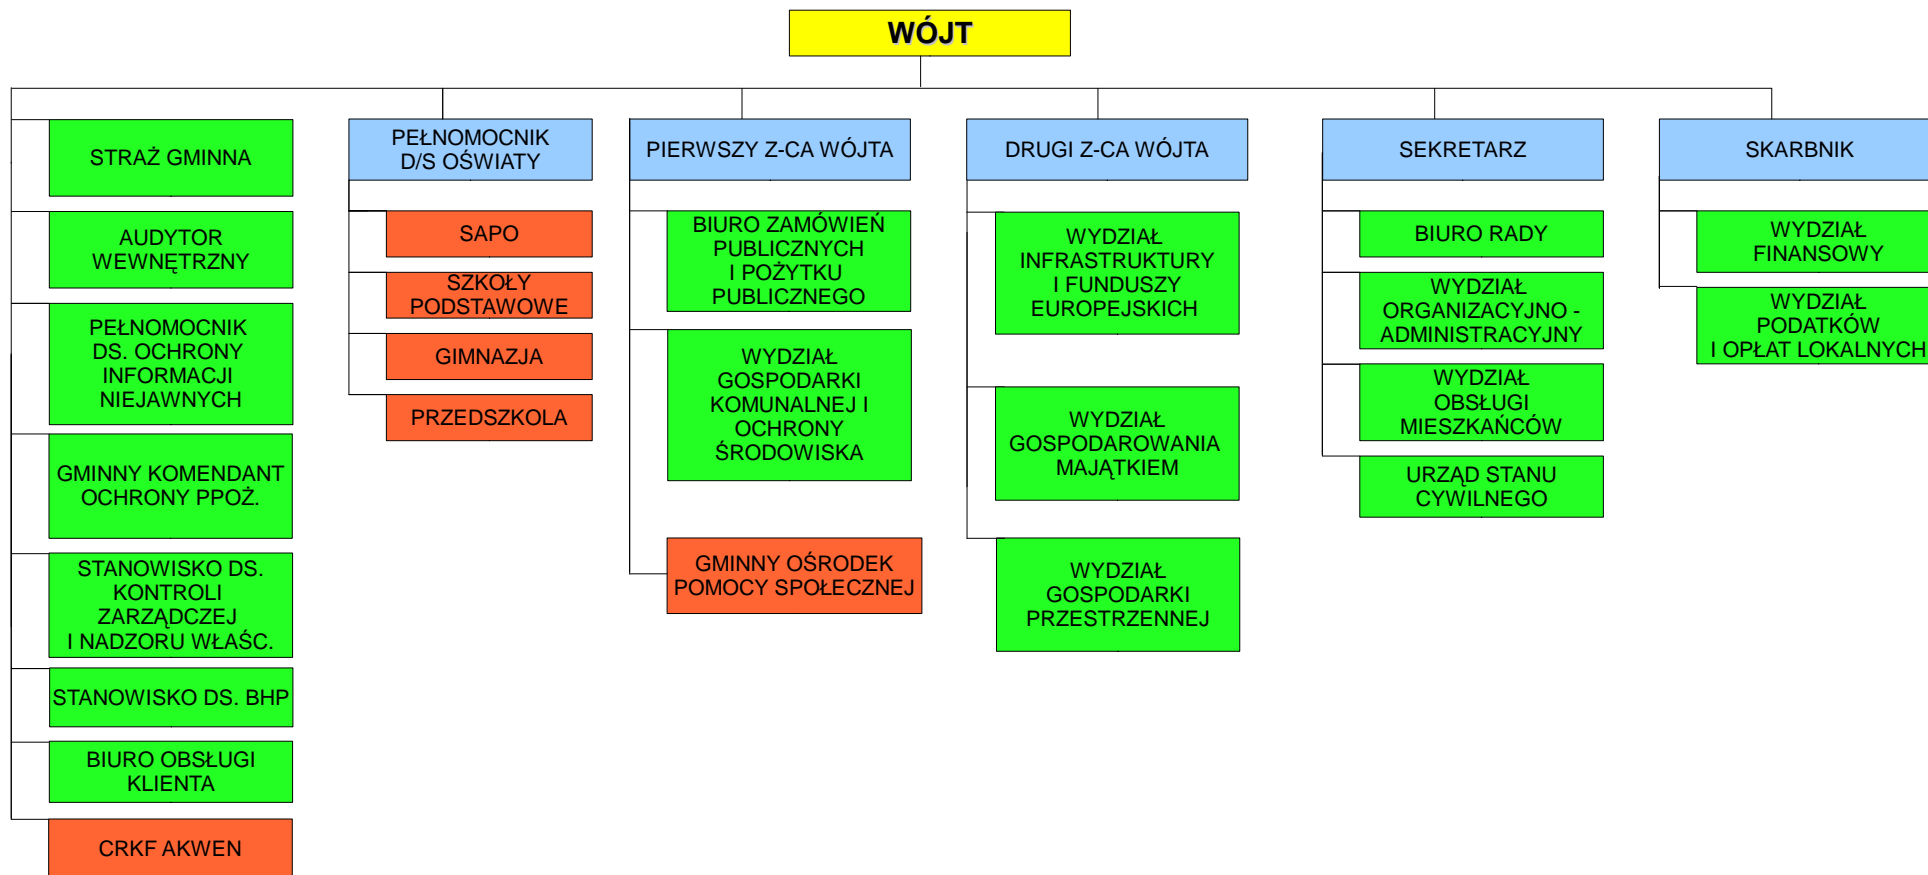 WÓJT
STRAŻ GMINNA
AUDYTOR
WEWNĘTRZNY
PEŁNOMOCNIK
DS. OCHRONY
INFORMACJI
NIEJAWNYCH
GMINNY KOMENDANT
OCHRONY PPOŻ.
STANOWISKO DS.
KONTROLI
ZARZĄDCZEJ
I NADZORU WŁAŚC.
STANOWISKO DS. BHP
BIURO OBSŁUGI
KLIENTA
CRKF AKWEN
PEŁNOMOCNIK
D/S OŚWIATY
SAPO
SZKOŁY
PODSTAWOWE
GIMNAZJA
PRZEDSZKOLA
PIERWSZY Z-CA WÓJTA
BIURO ZAMÓWIEŃ
PUBLICZNYCH
I POŻYTKU
PUBLICZNEGO
WYDZIAŁ
GOSPODARKI
KOMUNALNEJ I
OCHRONY
ŚRODOWISKA
GMINNY OŚRODEK
POMOCY SPOŁECZNEJ
DRUGI Z-CA WÓJTA
WYDZIAŁ
INFRASTRUKTURY
I FUNDUSZY
EUROPEJSKICH
WYDZIAŁ
GOSPODAROWANIA
MAJĄTKIEM
WYDZIAŁ
GOSPODARKI
PRZESTRZENNEJ
SEKRETARZ
BIURO RADY
WYDZIAŁ
ORGANIZACYJNO -
ADMINISTRACYJNY
WYDZIAŁ
OBSŁUGI
MIESZKAŃCÓW
URZĄD STANU
CYWILNEGO
SKARBNIK
WYDZIAŁ
FINANSOWY
WYDZIAŁ
PODATKÓW
I OPŁAT LOKALNYCH